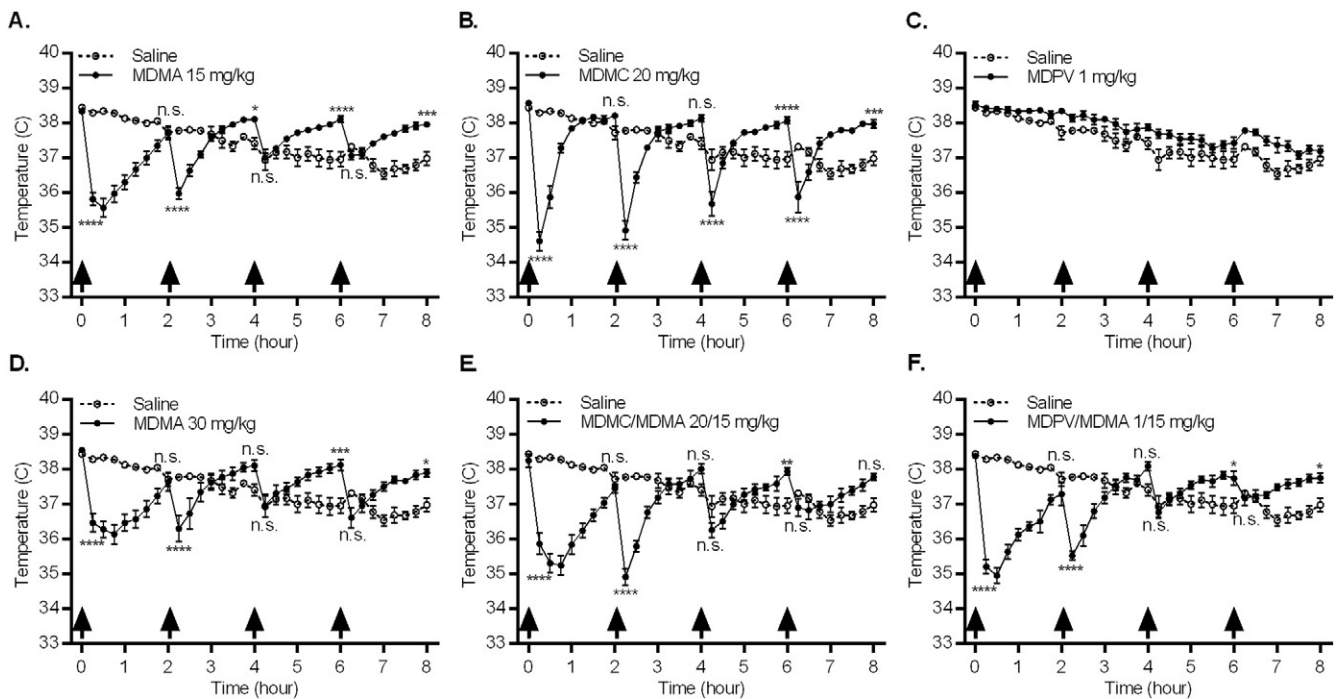 A.
Saline
MDMA 15 mg/kg
Temperature (C)
40
39
38
37
36
35
34
33
n.s.
*
****
***
n.s.
n.s.
****
****
0 1 2 3 4 5 6 7 8
Time (hour)
B.
Saline
MDMC 20 mg/kg
Temperature (C)
40
39
38
37
36
35
34
33
n.s.
n.s.
****
***
****
****
****
****
0 1 2 3 4 5 6 7 8
Time (hour)
C.
Saline
MDPV 1 mg/kg
Temperature (C)
40
39
38
37
36
35
34
33
0 1 2 3 4 5 6 7 8
Time (hour)
D.
Saline
MDMA 30 mg/kg
Temperature (C)
40
39
38
37
36
35
34
33
n.s.
n.s.
***
*
n.s.
n.s.
****
****
0 1 2 3 4 5 6 7 8
Time (hour)
E.
Saline
MDMC/MDMA 20/15 mg/kg
Temperature (C)
40
39
38
37
36
35
34
33
n.s.
n.s.
**
n.s.
n.s.
n.s.
****
****
0 1 2 3 4 5 6 7 8
Time (hour)
F.
Saline
MDPV/MDMA 1/15 mg/kg
Temperature (C)
40
39
38
37
36
35
34
33
n.s.
n.s.
*
*
n.s.
n.s.
****
****
0 1 2 3 4 5 6 7 8
Time (hour)